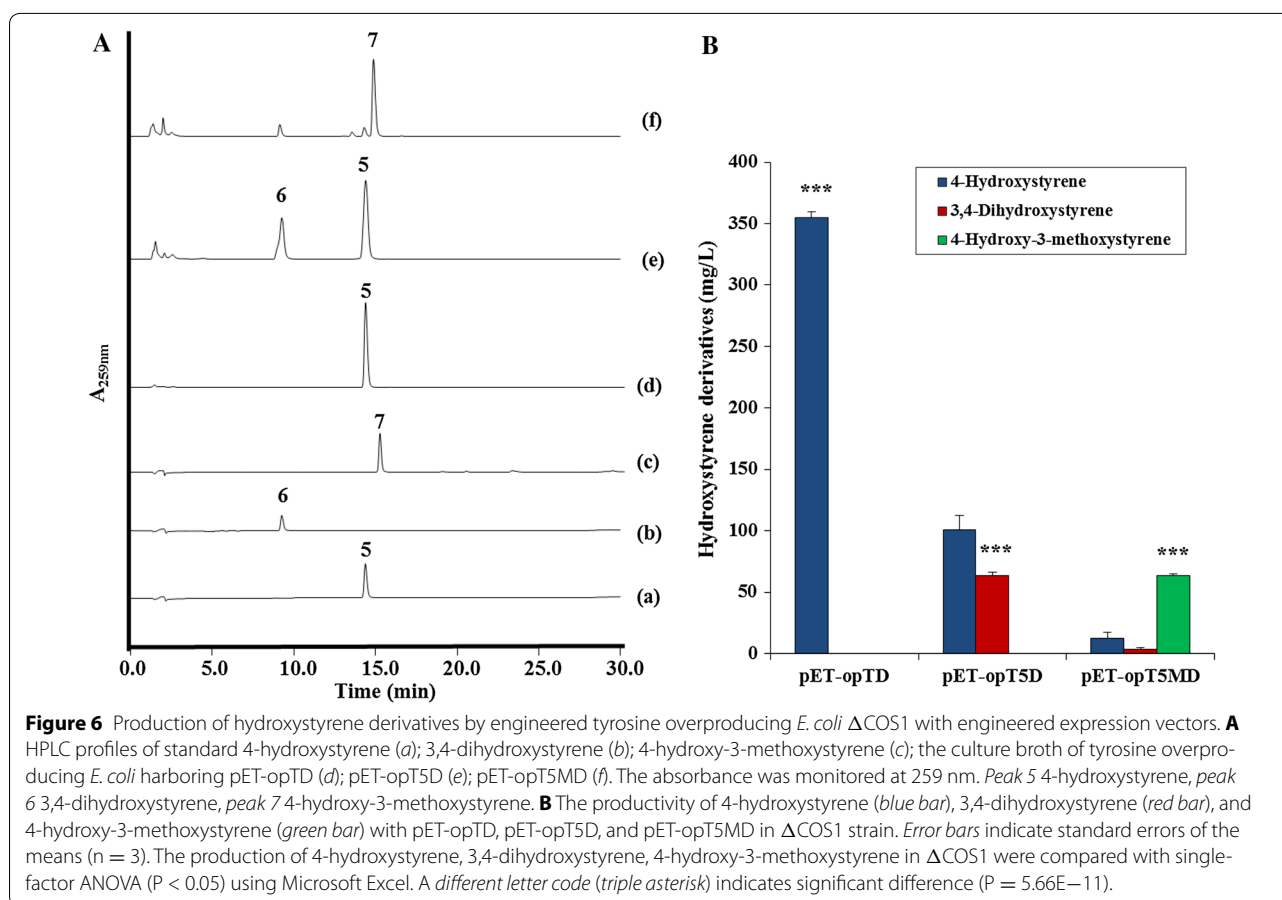 A
7
(f)
5
6
(e)
5
(d)
7
(c)
6
(b)
5
(a)
A259nm
0.0 5.0 10.0 15.0 20.0 25.0 30.0
Time (min)
B
Hydroxystyrene derivatives (mg/L)
400
350
300
250
200
150
100
50
0
***
***
***
4-Hydroxystyrene
3,4-Dihydroxystyrene
4-Hydroxy-3-methoxystyrene
pET-opTD pET-opT5D pET-opT5MD
Figure 6 Production of hydroxystyrene derivatives by engineered tyrosine overproducing E. coli ΔCOS1 with engineered expression vectors. A
HPLC profiles of standard 4-hydroxystyrene (a); 3,4-dihydroxystyrene (b); 4-hydroxy-3-methoxystyrene (c); the culture broth of tyrosine overpro-
ducing E. coli harboring pET-opTD (d); pET-opT5D (e); pET-opT5MD (f). The absorbance was monitored at 259 nm. Peak 5 4-hydroxystyrene, peak
6 3,4-dihydroxystyrene, peak 7 4-hydroxy-3-methoxystyrene. B The productivity of 4-hydroxystyrene (blue bar), 3,4-dihydroxystyrene (red bar), and
4-hydroxy-3-methoxystyrene (green bar) with pET-opTD, pET-opT5D, and pET-opT5MD in ΔCOS1 strain. Error bars indicate standard errors of the
means (n = 3). The production of 4-hydroxystyrene, 3,4-dihydroxystyrene, 4-hydroxy-3-methoxystyrene in ΔCOS1 were compared with single-
factor ANOVA (P < 0.05) using Microsoft Excel. A different letter code (triple asterisk) indicates significant difference (P = 5.66E−11).